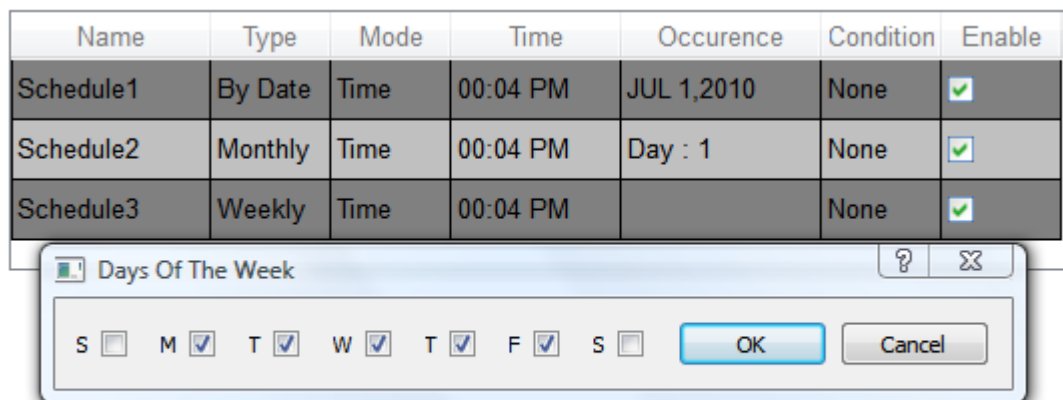 Name Type Mode Time Occurence Condition Enable
Schedule1 By Date Time 00:04 PM JUL 1,2010 None
Schedule2 Monthly Time 00:04 PM Day : 1 None
Schedule3 Weekly Time 00:04 PM None
Days Of The Week ?
S M T W T F S OK Cancel